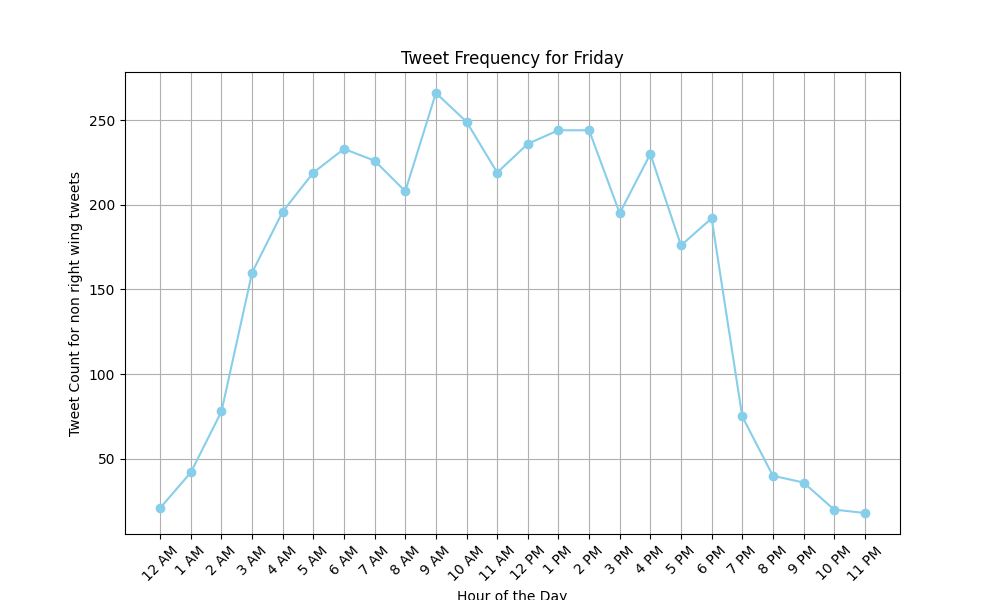 Tweet Frequency for Friday
Tweet Count for non right wing tweets
250
200
150
100
50
12 AM
1 AM
2 AM
3 AM
4 AM
5 AM
6 AM
7 AM
8 AM
9 AM
10 AM
11 AM
12 PM
1 PM
2 PM
3 PM
4 PM
5 PM
6 PM
7 PM
8 PM
9 PM
10 PM
11 PM
Hour of the Day